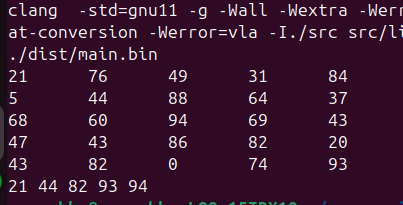 clang -std=gnu11 -g -Wall -Wextra -Wer
at-conversion -Werror=vla -I./src src/li
./dist/main.bin
21 76 49 31 84
5 44 88 64 37
68 60 94 69 43
47 43 86 82 20
43 82 0 74 93
21 44 82 93 94